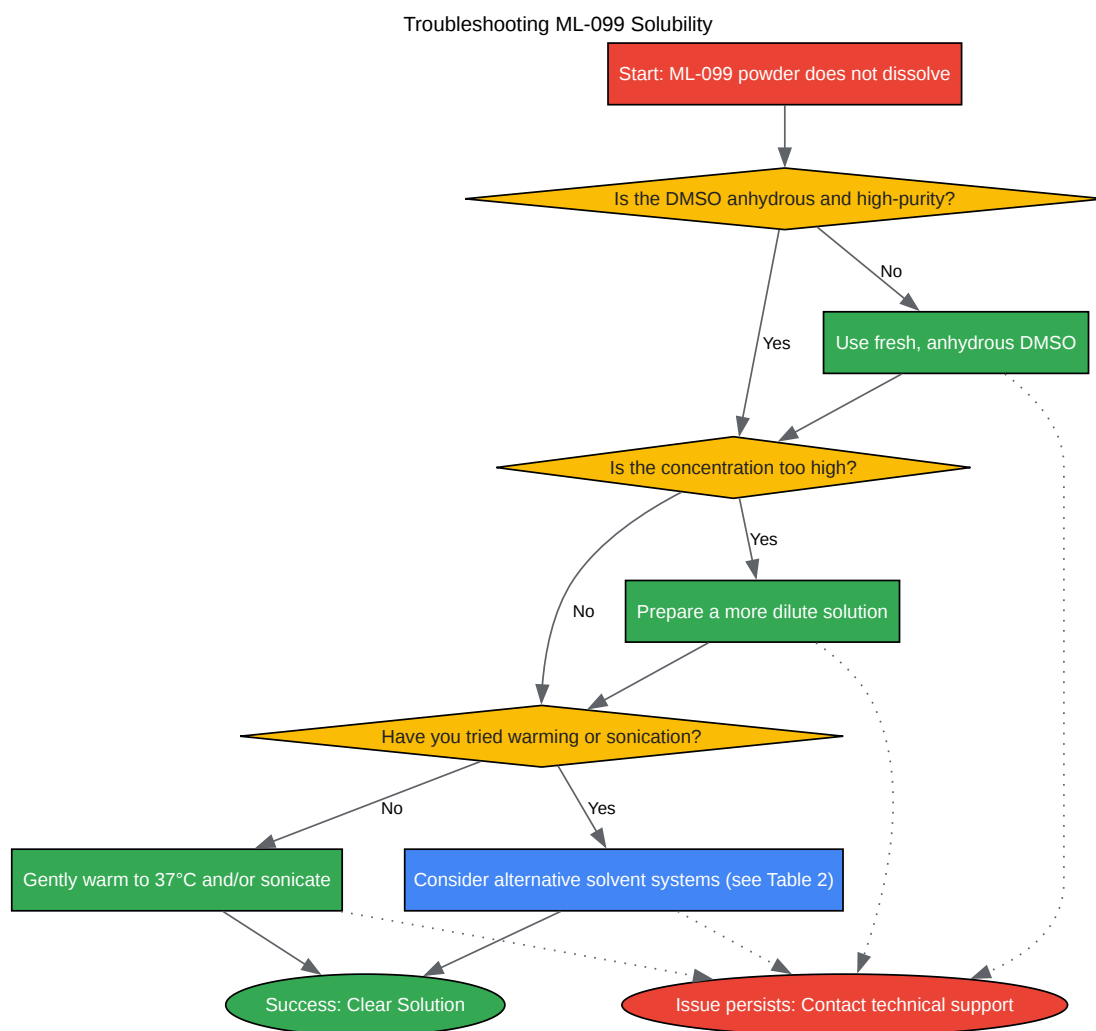 Troubleshooting ML-099 Solubility
Start: ML-099 powder does not dissolve
Is the DMSO anhydrous and high-purity?
No
Use fresh, anhydrous DMSO
Yes
Is the concentration too high?
Yes
No
Prepare a more dilute solution
Have you tried warming or sonication?
No
Yes
Gently warm to 37°C and/or sonicate
Consider alternative solvent systems (see Table 2)
Success: Clear Solution
Issue persists: Contact technical support